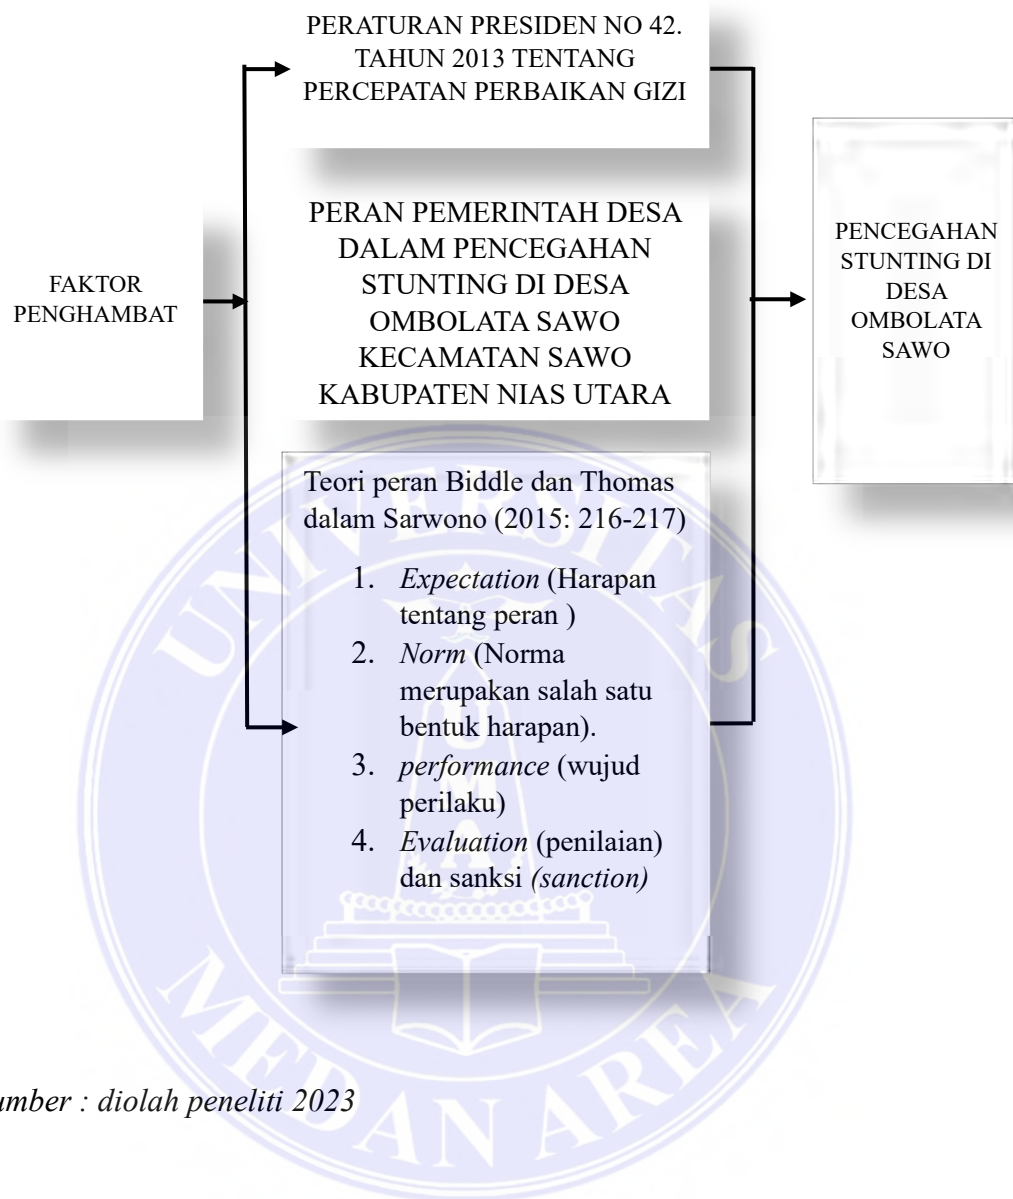 PERATURAN PRESIDEN NO 42.
TAHUN 2013 TENTANG
PERCEPATAN PERBAIKAN GIZI
FAKTOR
PENGHAMBAT
PERAN PEMERINTAH DESA
DALAM PENCEGAHAN
STUNTING DI DESA
OMBOLATA SAWO
KECAMATAN SAWO
KABUPATEN NIAS UTARA
PENCEGAHAN
STUNTING DI
DESA
OMBOLATA
SAWO
Teori peran Biddle dan Thomas
dalam Sarwono (2015: 216-217)
1. Expectation (Harapan
tentang peran )
2. Norm (Norma
merupakan salah satu
bentuk harapan).
3. performance (wujud
perilaku)
4. Evaluation (penilaian)
dan sanksi (sanction)
umber : diolah peneliti 2023
UNIVERSITAS
MEDAN AREA
U
M
A